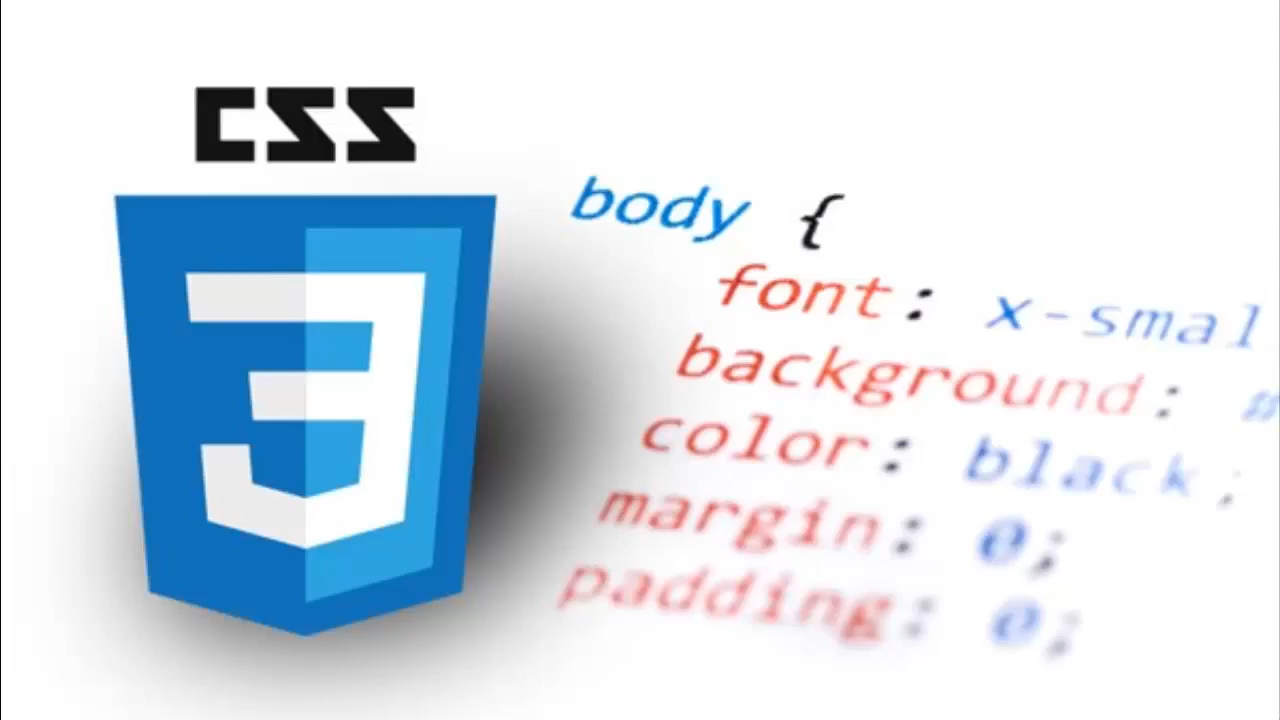 CSS
3
body {
font: x-smal
background: #
color: black;
margin: 0;
padding: 0;